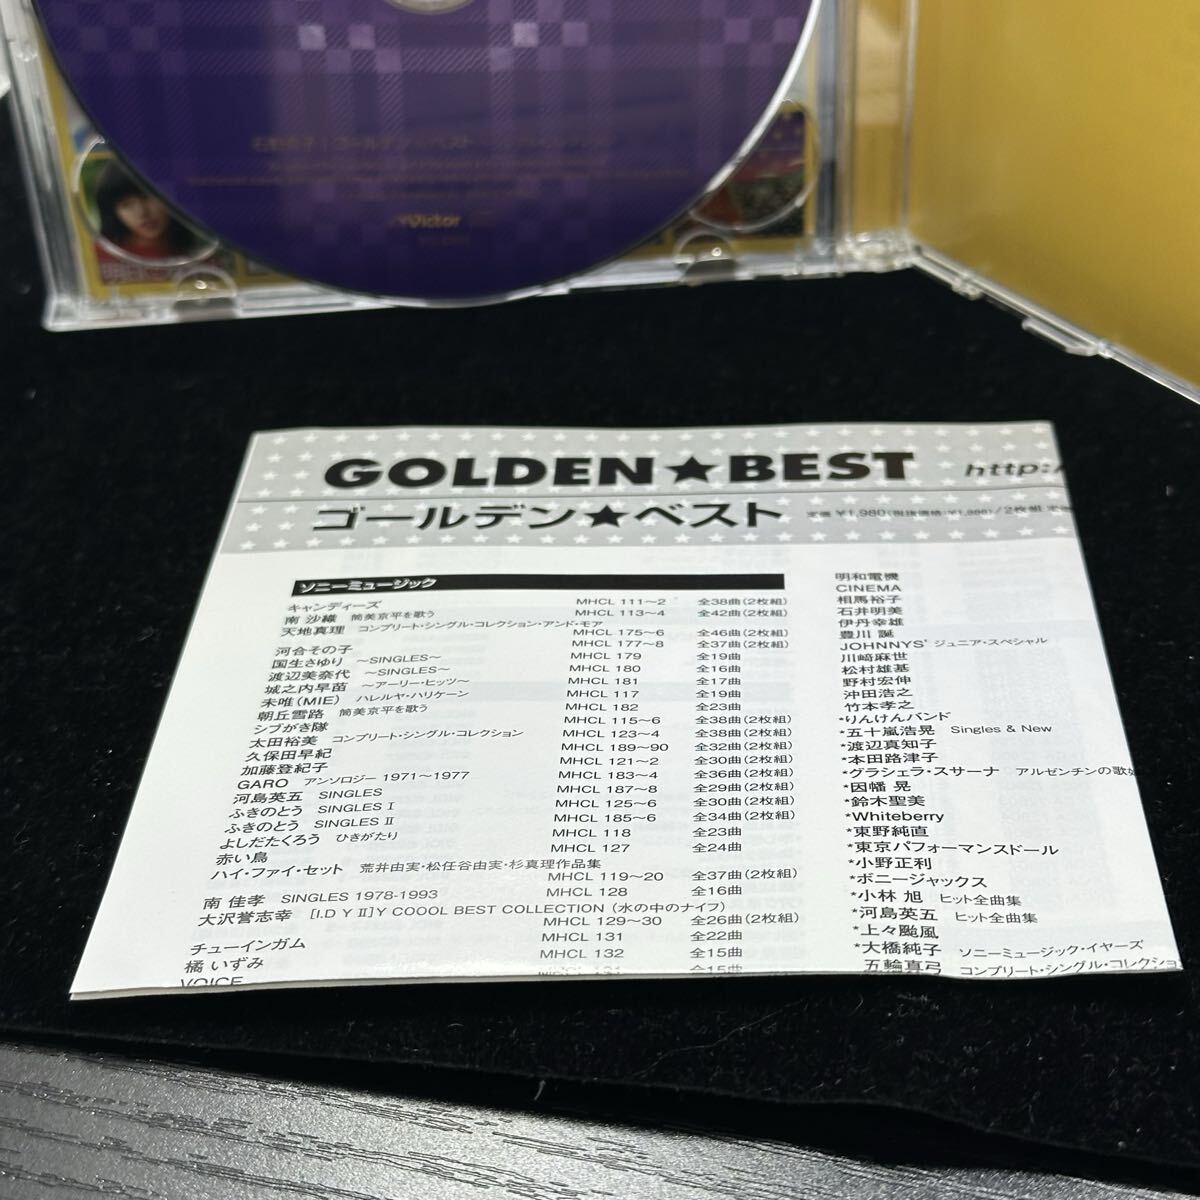 ゴールデン☆ベスト
Victor
GOLDEN★BEST
http:/
ゴールデン★ベスト
定価 ¥1,980(税抜価格 ¥1,886)/2枚組 定価
ソニーミュージック
キャンディーズ MHCL 111~2 全38曲(2枚組)
南 沙織 筒美京平を歌う MHCL 113~4 全42曲(2枚組)
天地真理 コンプリート・シングル・コレクション・アンド・モア
MHCL 175~6 全46曲(2枚組)
河合その子 MHCL 177~8 全37曲(2枚組)
国生さゆり ~SINGLES~ MHCL 179 全19曲
渡辺美奈代 ~SINGLES~ MHCL 180 全16曲
城之内早苗 ~アーリー・ヒッツ~ MHCL 181 全17曲
未唯(MIE) ハレルヤ・ハリケーン MHCL 117 全19曲
朝丘雪路 筒美京平を歌う MHCL 182 全23曲
シブがき隊 MHCL 115~6 全38曲(2枚組)
太田裕美 コンプリート・シングル・コレクション MHCL 123~4 全38曲(2枚組)
久保田早紀 MHCL 189~90 全32曲(2枚組)
加藤登紀子 MHCL 121~2 全30曲(2枚組)
GARO アンソロジー 1971~1977 MHCL 183~4 全36曲(2枚組)
河島英五 SINGLES MHCL 187~8 全29曲(2枚組)
ふきのとう SINGLES I MHCL 125~6 全30曲(2枚組)
ふきのとう SINGLES II MHCL 185~6 全34曲(2枚組)
よしだたくろう ひきがたり MHCL 118 全23曲
赤い鳥 MHCL 127 全24曲
ハイ・ファイ・セット 荒井由実・松任谷由実・杉真理作品集
MHCL 119~20 全37曲(2枚組)
南 佳孝 SINGLES 1978-1993 MHCL 128 全16曲
大沢誉志幸 [I.D Y II]Y COOOL BEST COLLECTION (水の中のナイフ)
MHCL 129~30 全26曲(2枚組)
チューインガム MHCL 131 全22曲
橘 いずみ MHCL 132 全15曲
VOICE
明和電機
CINEMA
相馬裕子
石井明美
伊丹幸雄
豊川 誕
JOHNNYS' ジュニア・スペシャル
川﨑麻世
松村雄基
野村宏伸
沖田浩之
竹本孝之
*りんけんバンド
*五十嵐浩晃 Singles & New
*渡辺真知子
*本田路津子
*グラシェラ・スサーナ アルゼンチンの歌
*因幡 晃
*鈴木聖美
*Whiteberry
*東野純直
*東京パフォーマンスドール
*小野正利
*ボニージャックス
*小林 旭 ヒット全曲集
*河島英五 ヒット全曲集
*上々颱風
*大橋純子 ソニーミュージック・イヤーズ
五輪真弓 コンプリート・シングル・コレクショ